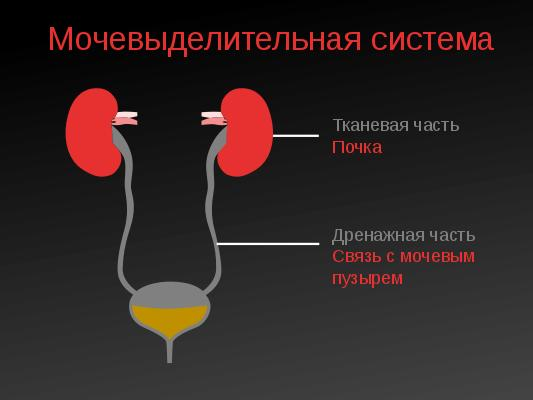 Мочевыделительная система
Тканевая часть
Почка
Дренажная часть
Связь с мочевым
пузырем